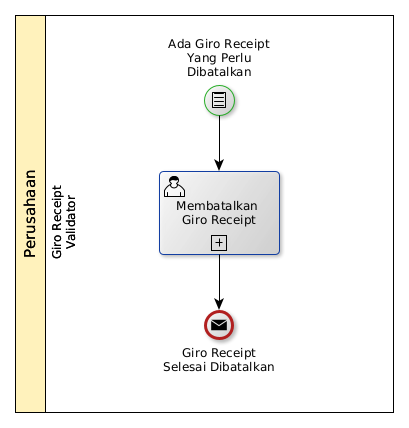 Perusahaan
Giro Receipt
Validator
Ada Giro Receipt
Yang Perlu
Dibatalkan
Membatalkan
Giro Receipt
Giro Receipt
Selesai Dibatalkan